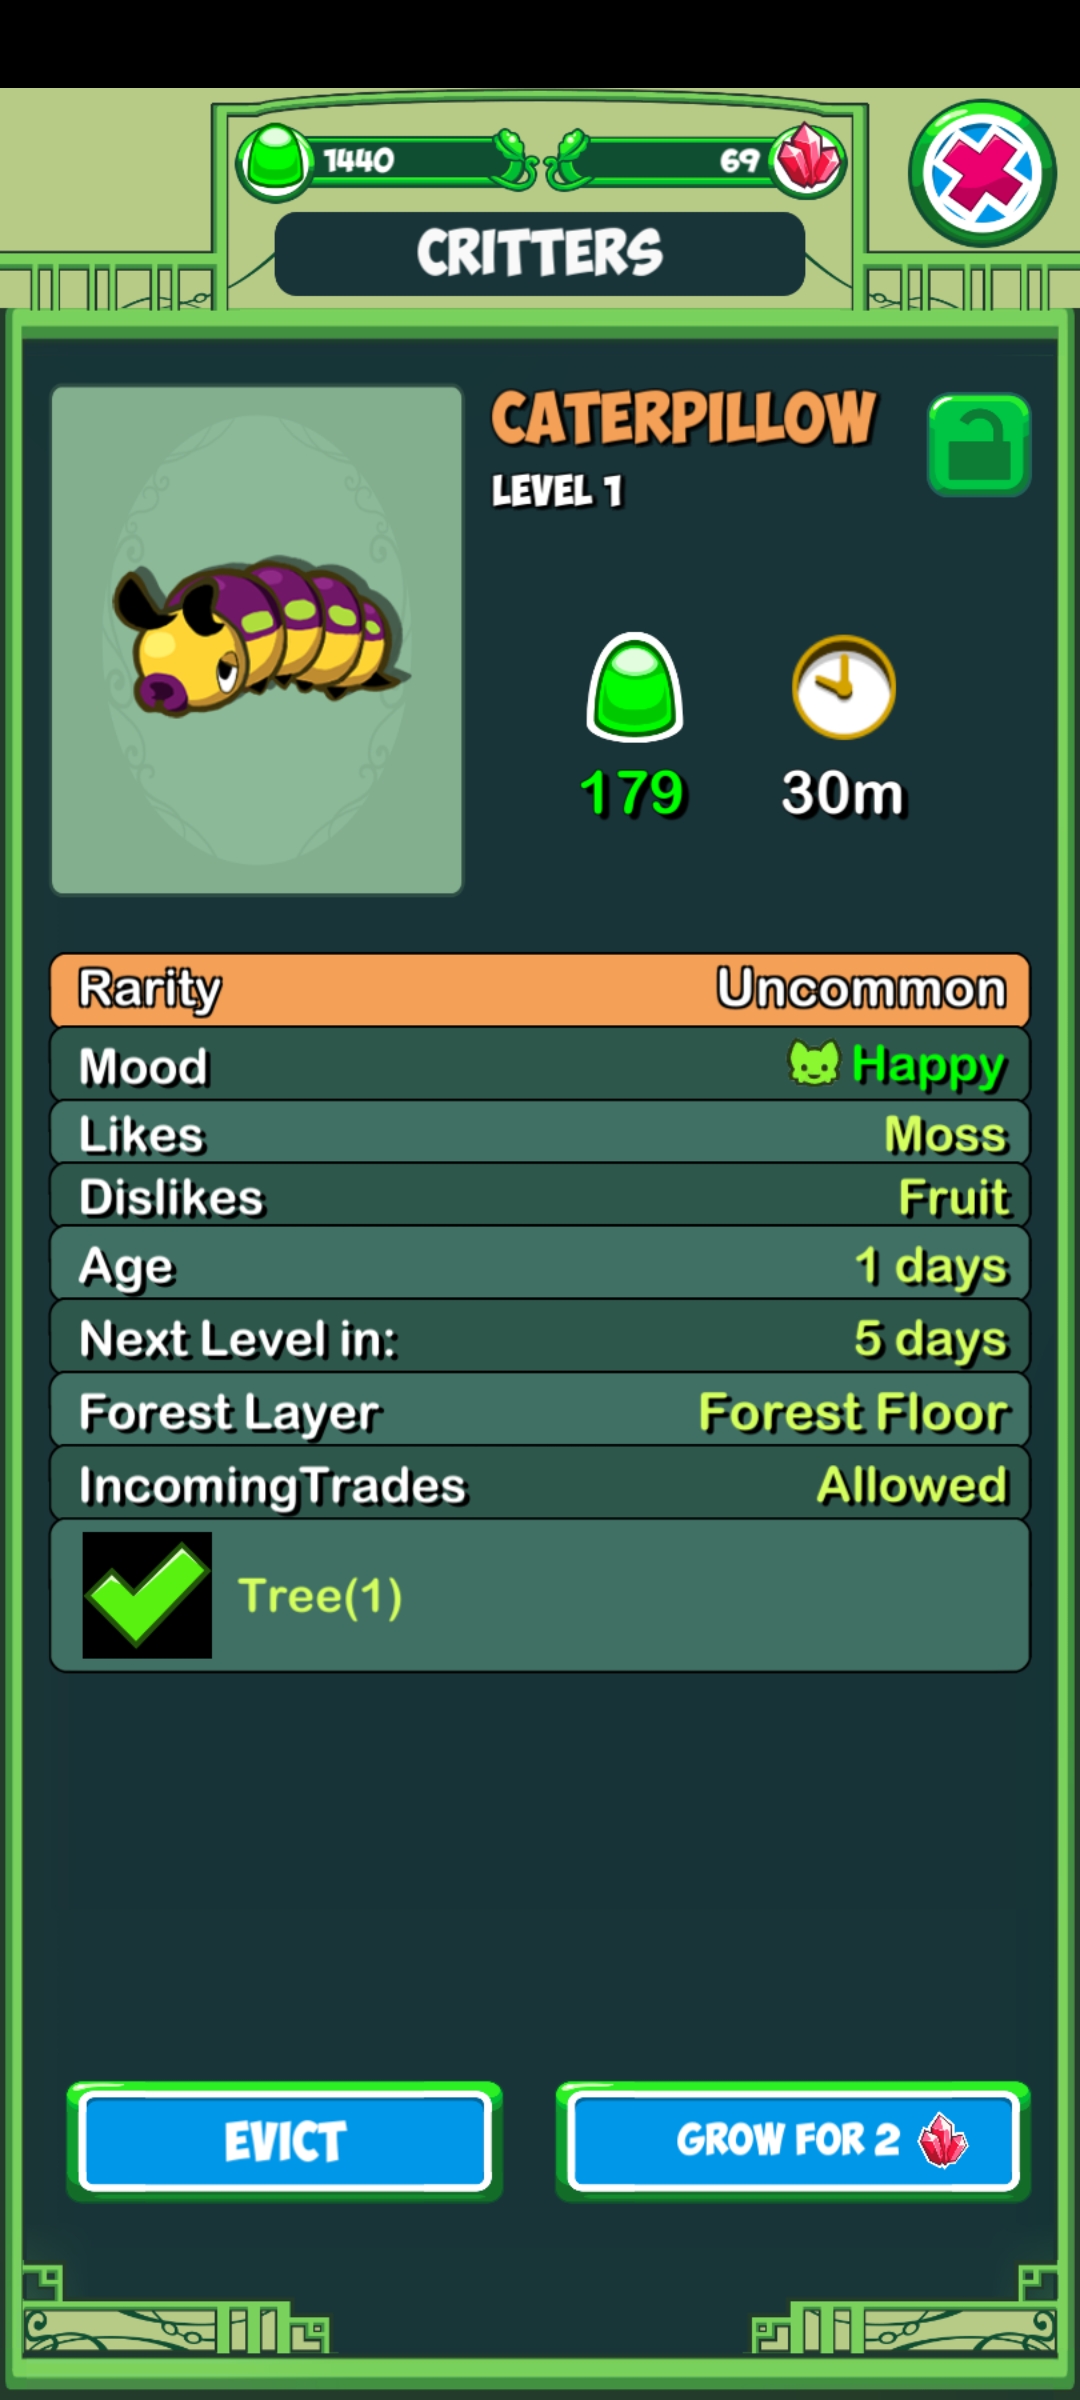 1440
69
CRITTERS
CATERPILLOW
LEVEL 1
179
30m
Rarity Uncommon
Mood Happy
Likes Moss
Dislikes Fruit
Age 1 days
Next Level in: 5 days
Forest Layer Forest Floor
IncomingTrades Allowed
Tree(1)
EVICT
GROW FOR 2